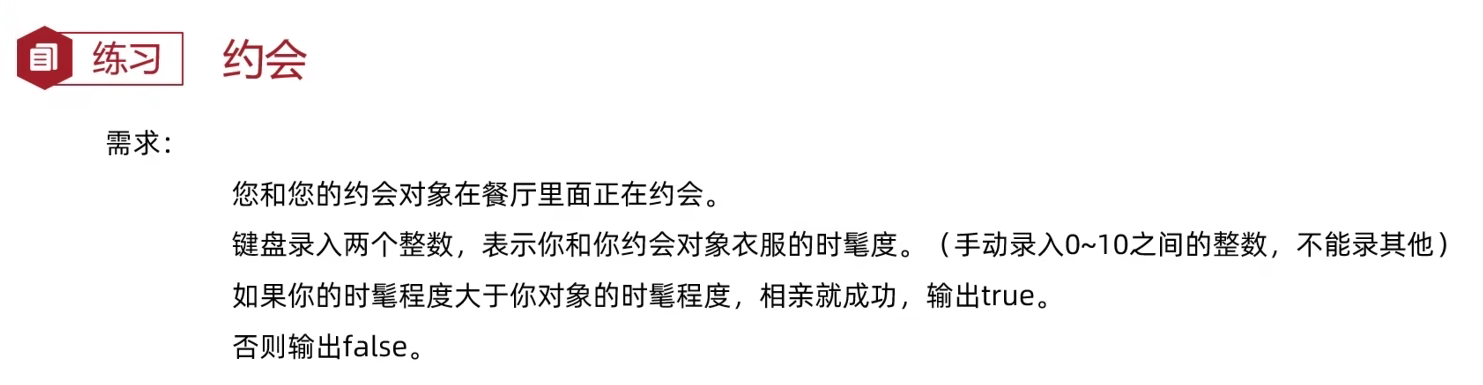 练习 约会
需求：
您和您的约会对象在餐厅里面正在约会。
键盘录入两个整数，表示你和你约会对象衣服的时髦度。（手动录入0~10之间的整数，不能录其他）
如果你的时髦程度大于你对象的时髦程度，相亲就成功，输出true。
否则输出false。